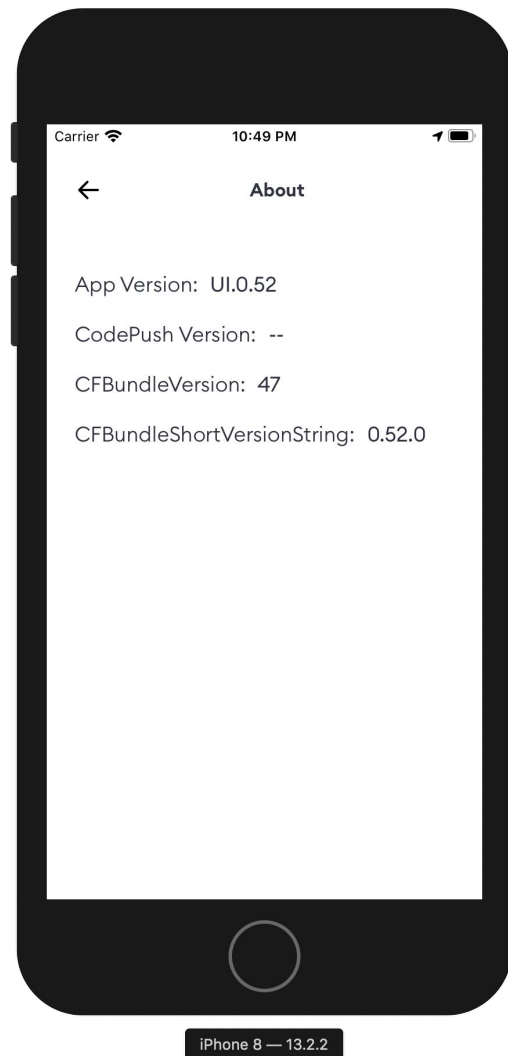 Carrier 10:49 PM
About
App Version: UI.0.52
CodePush Version: --
CFBundleVersion: 47
CFBundleShortVersionString: 0.52.0
iPhone 8 — 13.2.2